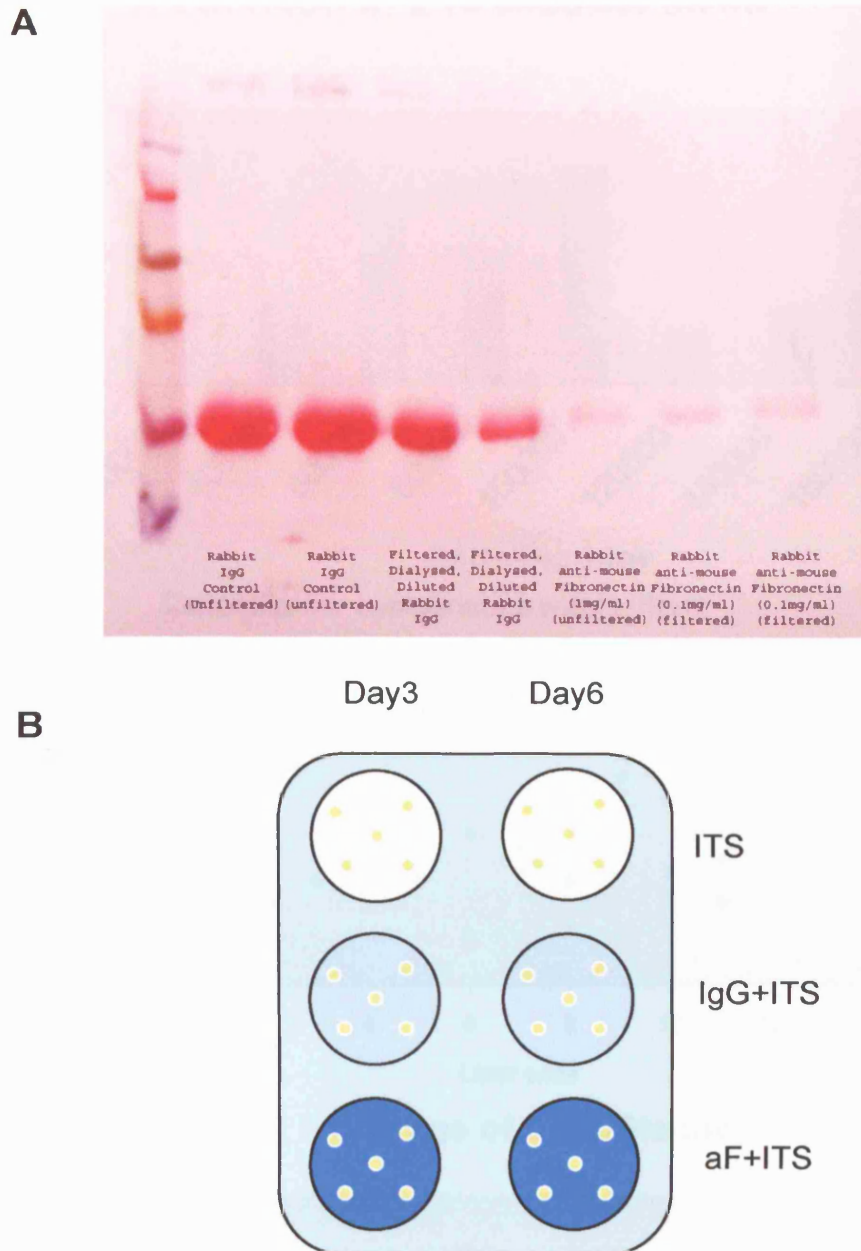 A
Rabbit IgG Control (Unfiltered)
Rabbit IgG Control (unfiltered)
Filtered, Dialysed, Diluted Rabbit IgG
Filtered, Dialysed, Diluted Rabbit IgG
Rabbit anti-mouse Fibronectin (1mg/ml) (unfiltered)
Rabbit anti-mouse Fibronectin (0.1mg/ml) (filtered)
Rabbit anti-mouse Fibronectin (0.1mg/ml) (filtered)
Day3 Day6
B
ITS
IgG+ITS
aF+ITS